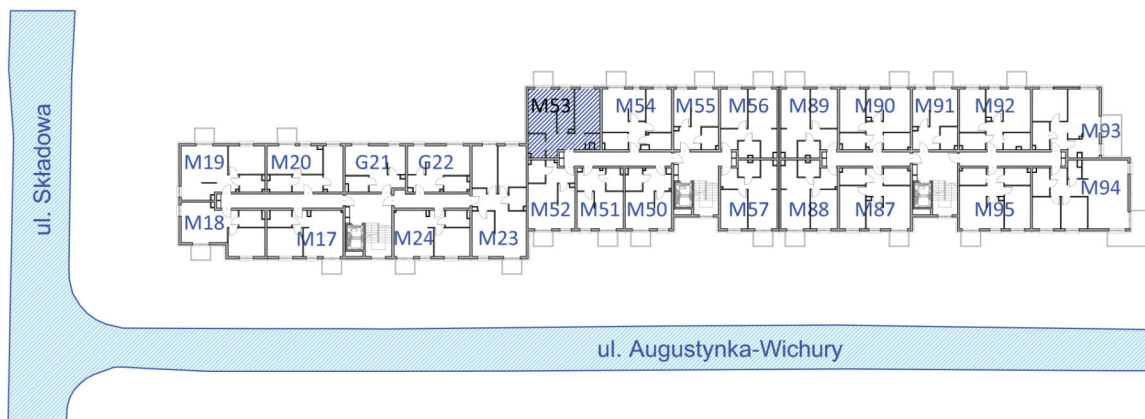 ul. Składowa
M53
M54
M55
M56
M89
M90
M91
M92
M93
M19
M20
G21
G22
M94
M18
M17
M24
M23
M52
M51
M50
M57
M88
M87
M95
ul. Augustynka-Wichury